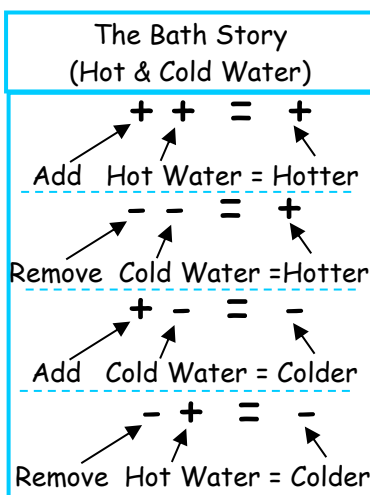 The Bath Story
(Hot & Cold Water)
+ + = +
Add Hot Water = Hotter
- - = +
Remove Cold Water =Hotter
+ - = -
Add Cold Water = Colder
- + = -
Remove Hot Water = Colder